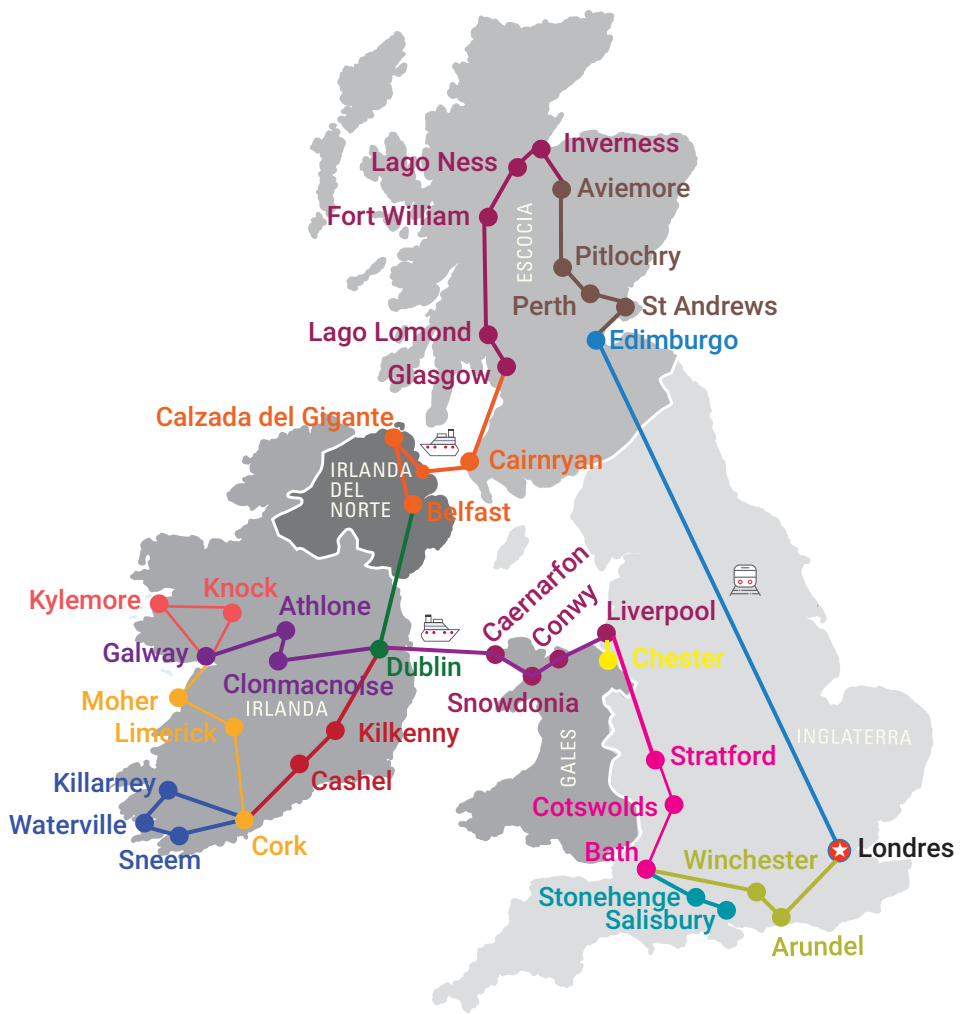 Inverness
Lago Ness
Aviemore
Fort William
ESCOCIA
Pitlochry
Perth
St Andrews
Lago Lomond
Edimburgo
Glasgow
Calzada del Gigante
Cairnryan
IRLANDA
DEL
NORTE
Belfast
Caernarfon
Conwy
Knock
Kylemore
Athlone
Liverpool
Galway
Dublin
Chester
Clonmacnoise
Moher
Snowdonia
IRLANDA
Limerick
Kilkenny
INGLATERRA
GALES
Stratford
Cashel
Killarney
Cotswolds
Waterville
Cork
Sneem
Bath
Winchester
Londres
Stonehenge
Salisbury
Arundel